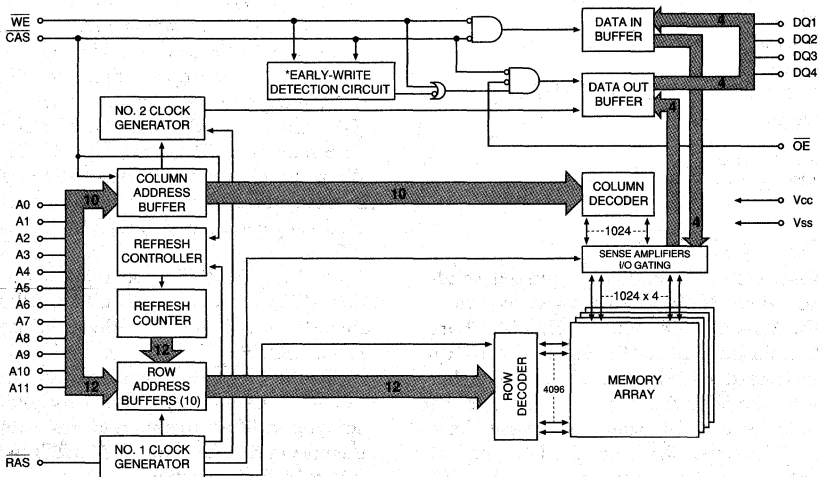 WE
CAS
*EARLY-WRITE
DETECTION CIRCUIT
DATA IN
BUFFER
4
DQ1
DQ2
DQ3
DQ4
DATA OUT
BUFFER
4
4
OE
NO. 2 CLOCK
GENERATOR
COLUMN
ADDRESS
BUFFER
10
10
COLUMN
DECODER
4
Vcc
Vss
1024
A0
A1
A2
A3
A4
A5
A6
A7
A8
A9
A10
A11
REFRESH
CONTROLLER
SENSE AMPLIFIERS
I/O GATING
1024 x 4
REFRESH
COUNTER
12
12
ROW
ADDRESS
BUFFERS (10)
12
ROW
DECODER
4096
MEMORY
ARRAY
RAS
NO. 1 CLOCK
GENERATOR